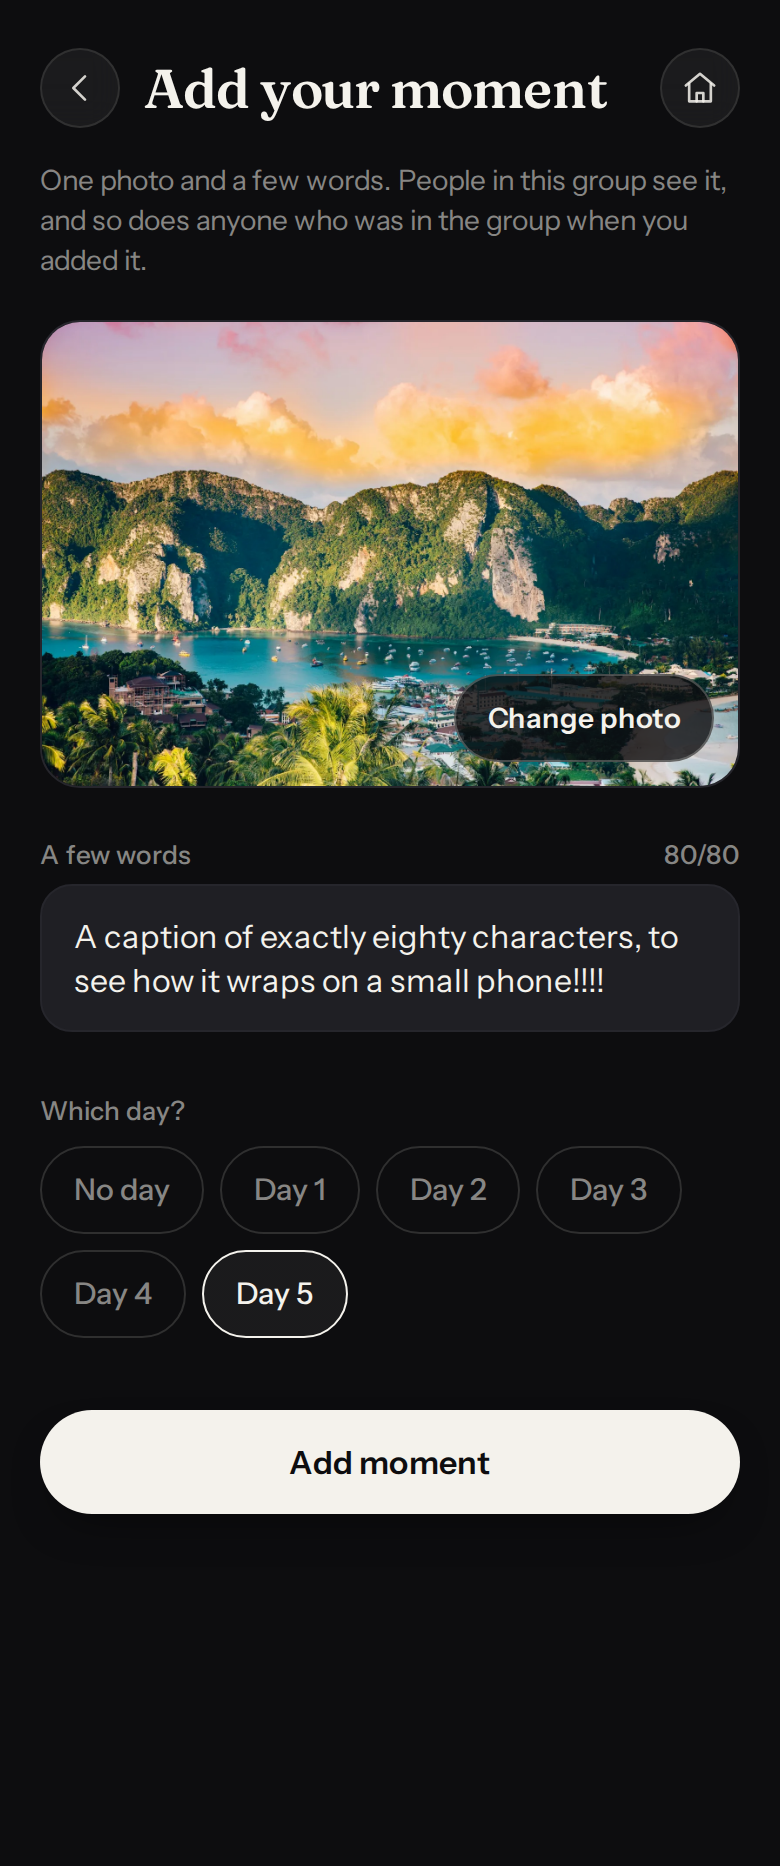 Add your moment
One photo and a few words. People in this group see it,
and so does anyone who was in the group when you
added it.
Change photo
A few words 80/80
A caption of exactly eighty characters, to
see how it wraps on a small phone!!!!
Which day?
No day Day 1 Day 2 Day 3
Day 4 Day 5
Add moment